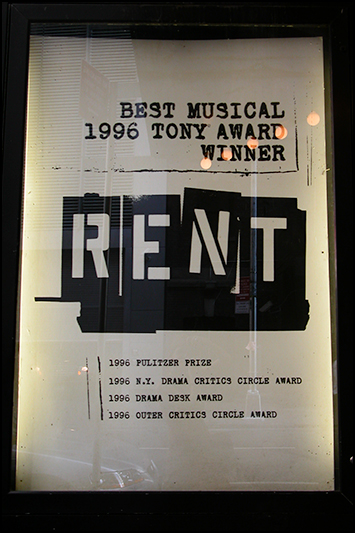 BEST MUSICAL
1996 TONY AWARD
WINNER
RENT
1996 PULITZER PRIZE
1996 N.Y. DRAMA CRITICS CIRCLE AWARD
1996 DRAMA DESK AWARD
1996 OUTER CRITICS CIRCLE AWARD